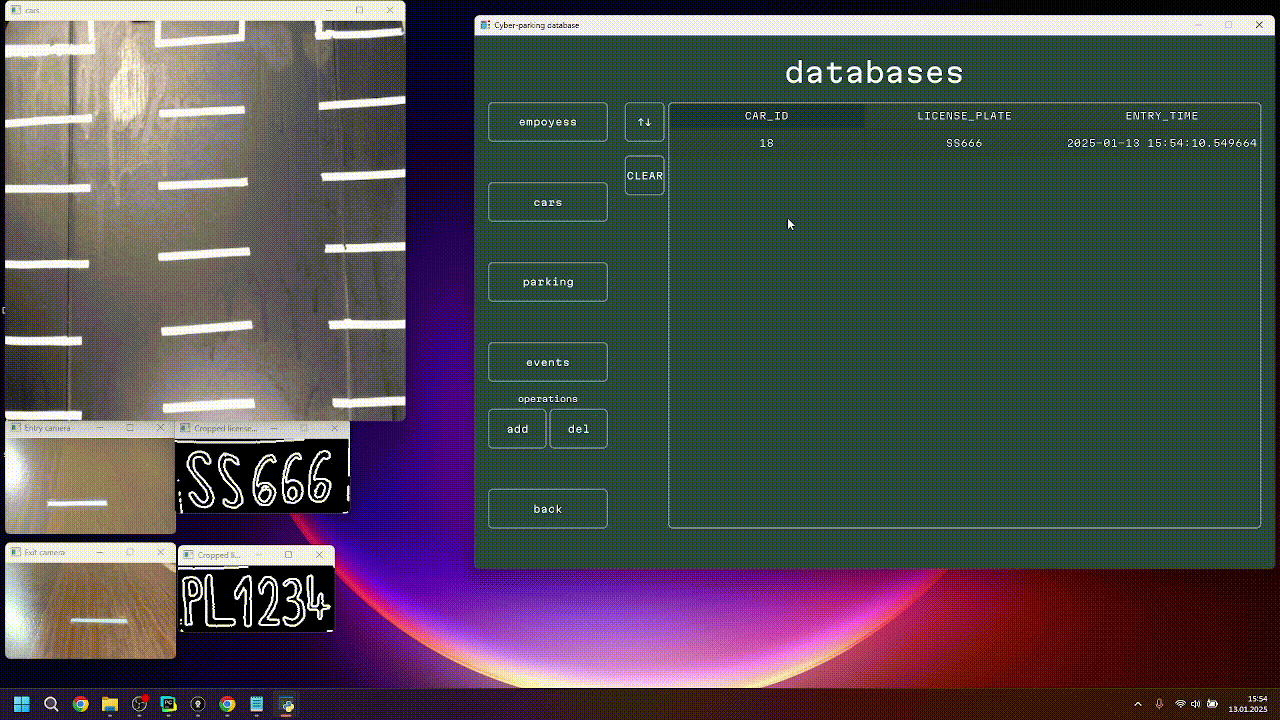 cars
Cyber-parking database
databases
empoyess
↑↓
CAR_ID
LICENSE_PLATE
ENTRY_TIME
18
SS666
2025-01-13 15:54:10.549664
CLEAR
cars
parking
events
operations
add
del
back
Entry camera
Cropped license...
SS666
Exit camera
Cropped li...
PL1234
PC
15:54
13.01.2025